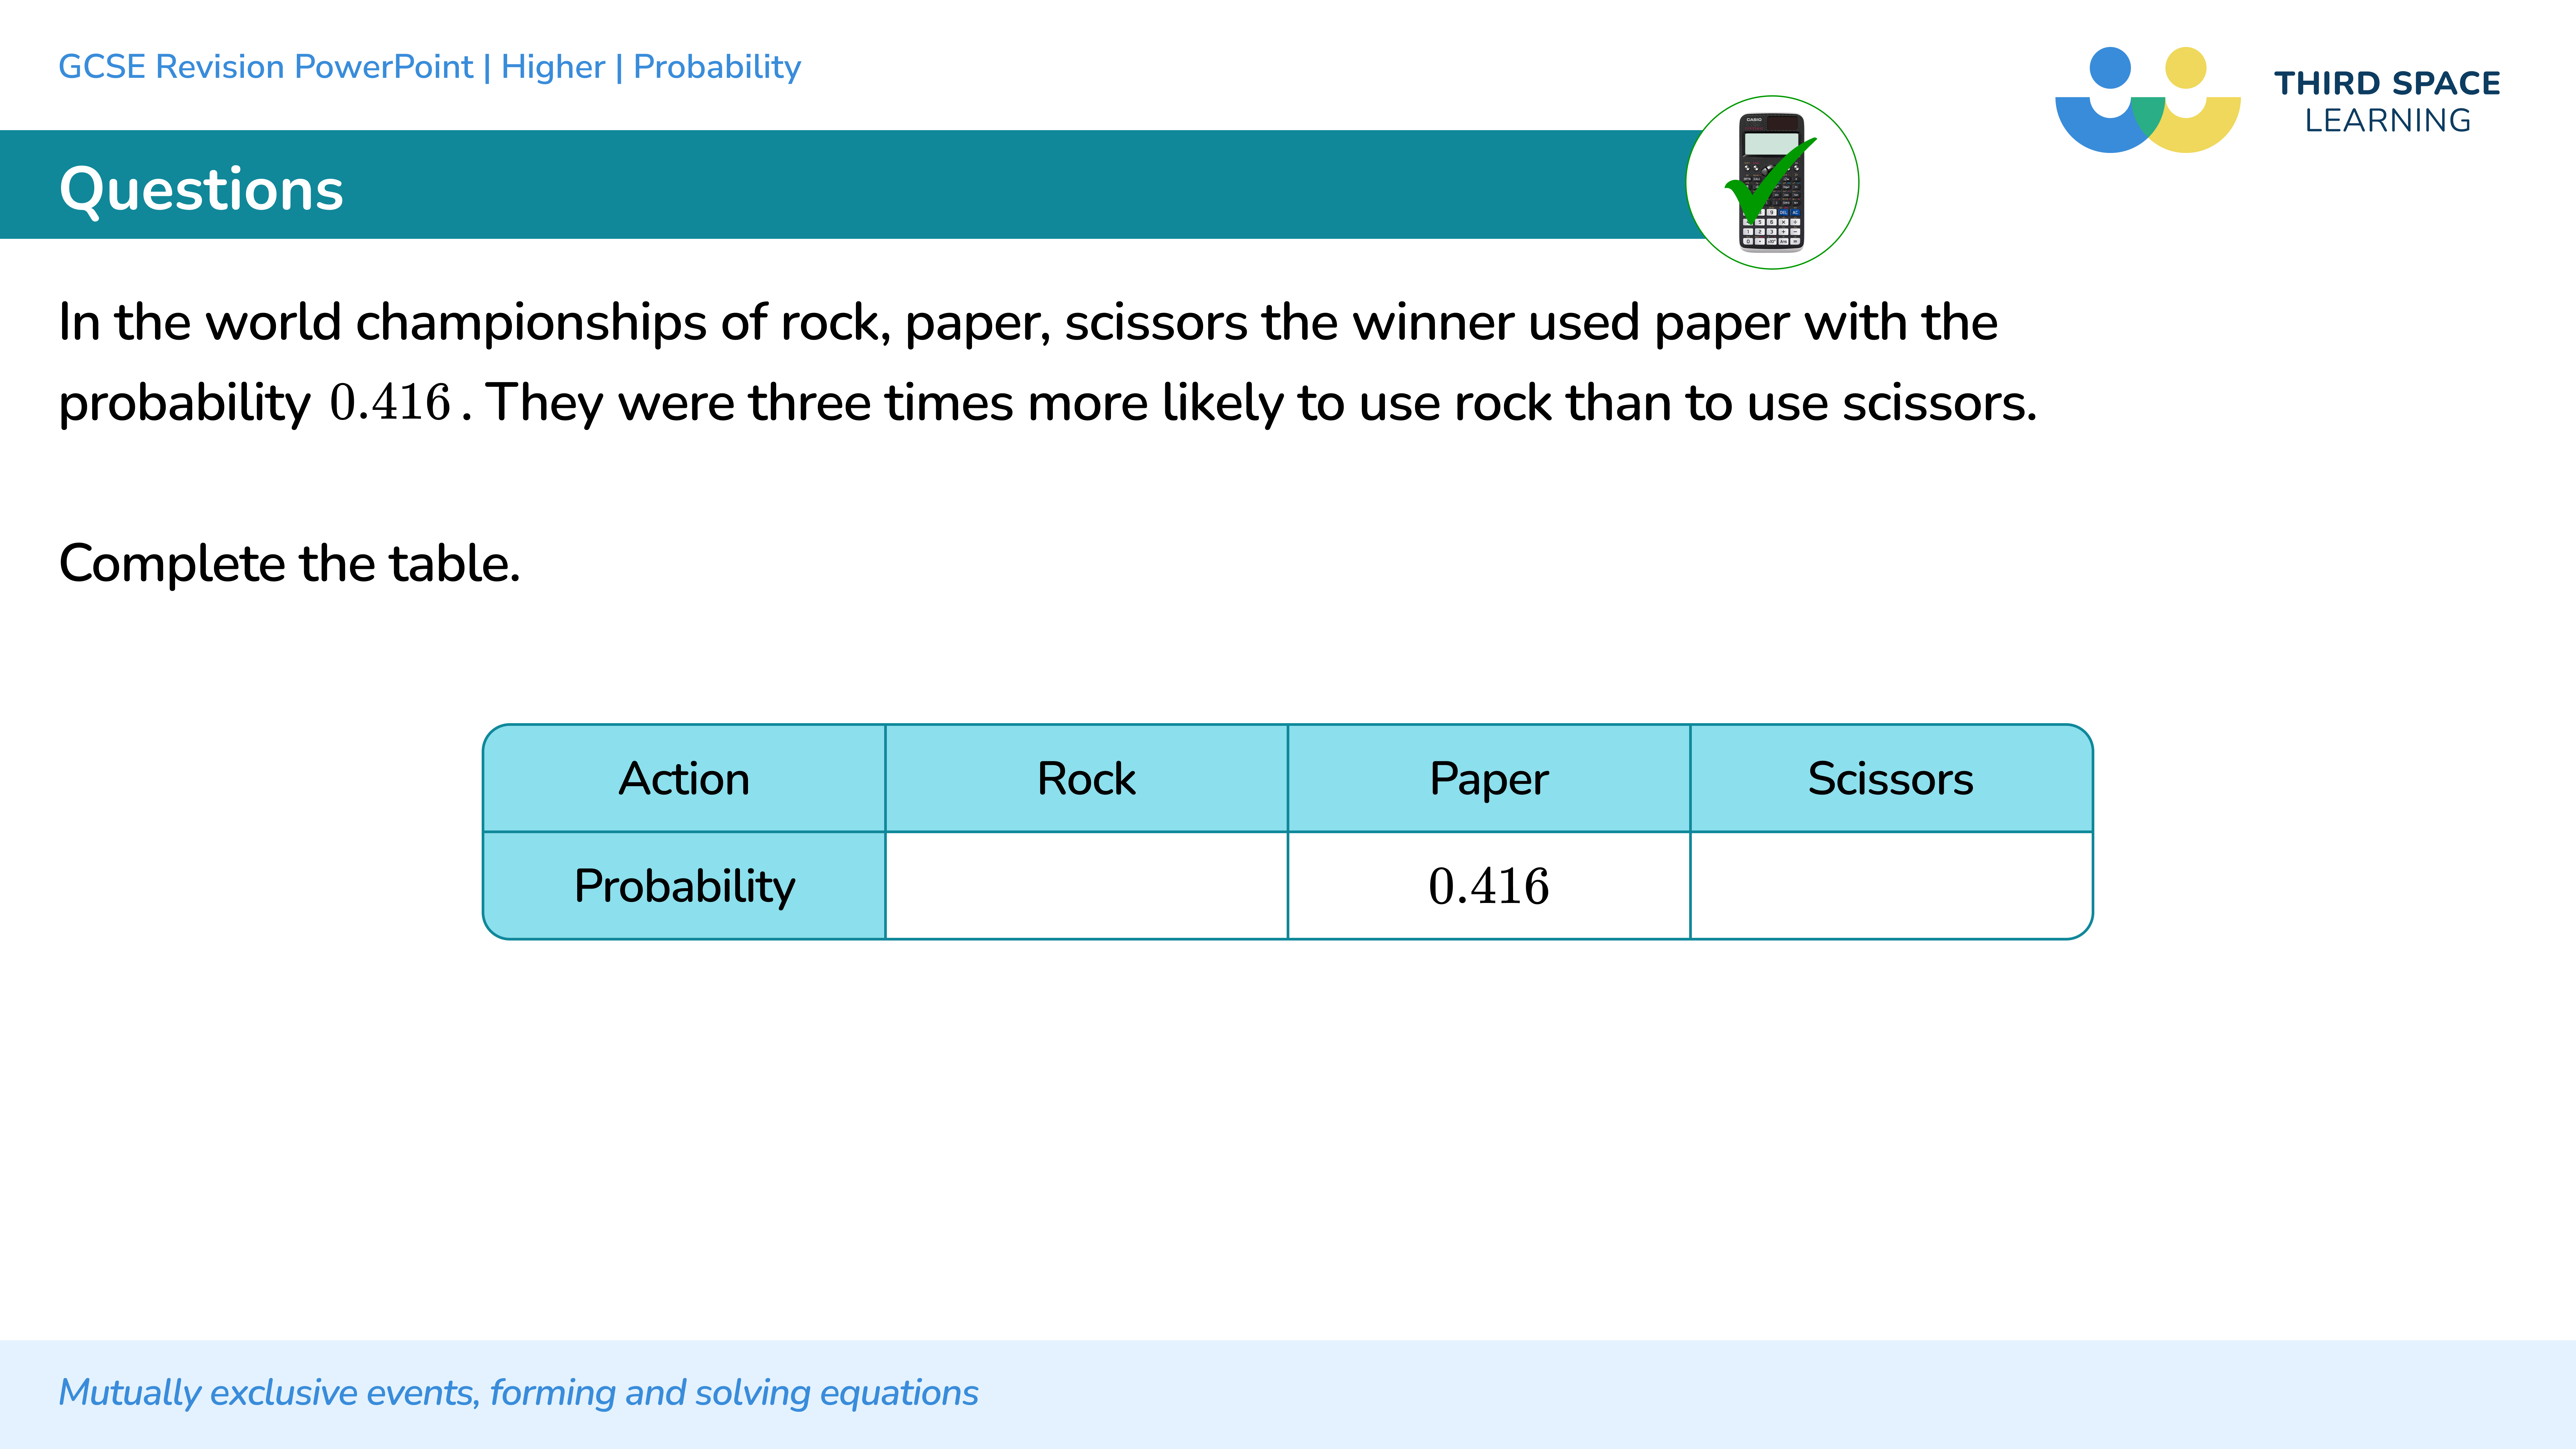 GCSE Revision PowerPoint | Higher | Probability
THIRD SPACE
LEARNING
Questions
In the world championships of rock, paper, scissors the winner used paper with the
probability 0.416 . They were three times more likely to use rock than to use scissors.
Complete the table.
Action Rock Paper Scissors
Probability 0.416
Mutually exclusive events, forming and solving equations